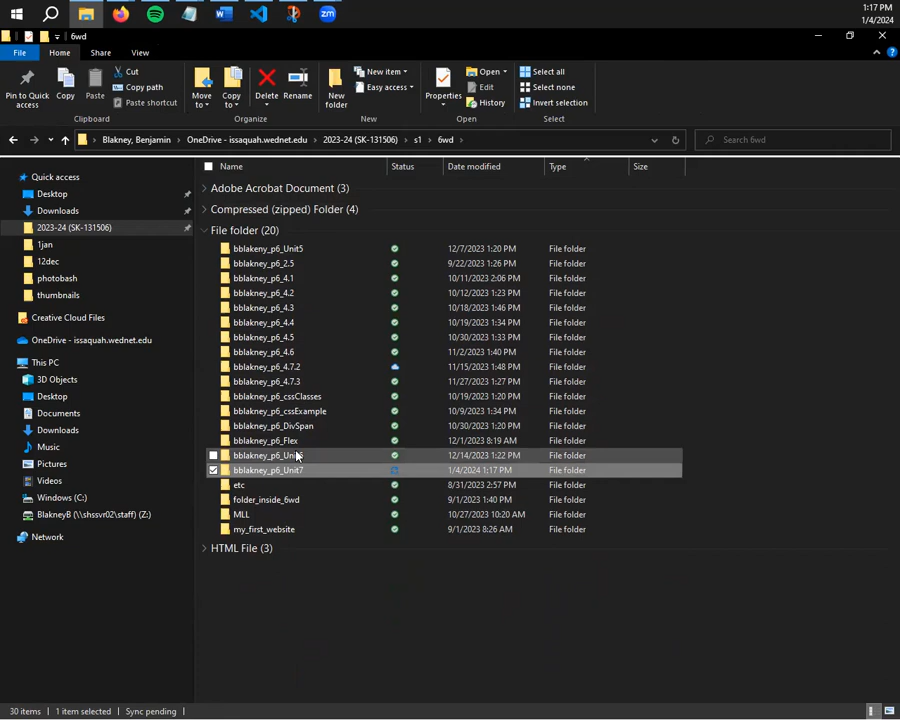 1:17 PM
1/4/2024
6wd
File
Home
Share
View
Pin to Quick access
Copy
Paste
Cut
Copy path
Paste shortcut
Clipboard
Move to
Copy to
Delete
Rename
Organize
New folder
New item
Easy access
New
Properties
Open
Edit
History
Open
Select all
Select none
Invert selection
Select
Blakney, Benjamin > OneDrive - issaquah.wednet.edu > 2023-24 (SK-131506) > s1 > 6wd >
Search 6wd
Quick access
Desktop
Downloads
2023-24 (SK-131506)
1jan
12dec
photobash
thumbnails
Creative Cloud Files
OneDrive - issaquah.wednet.edu
This PC
3D Objects
Desktop
Documents
Downloads
Music
Pictures
Videos
Windows (C:)
BlakneyB (\\shssvr02\staff) (Z:)
Network
Name Status Date modified Type Size
Adobe Acrobat Document (3)
Compressed (zipped) Folder (4)
File folder (20)
bblakeny_p6_Unit5 12/7/2023 1:20 PM File folder
bblakney_p6_2.5 9/22/2023 1:26 PM File folder
bblakney_p6_4.1 10/11/2023 2:06 PM File folder
bblakney_p6_4.2 10/12/2023 1:23 PM File folder
bblakney_p6_4.3 10/18/2023 1:46 PM File folder
bblakney_p6_4.4 10/19/2023 1:34 PM File folder
bblakney_p6_4.5 10/30/2023 1:33 PM File folder
bblakney_p6_4.6 11/2/2023 1:40 PM File folder
bblakney_p6_4.7.2 11/15/2023 1:48 PM File folder
bblakney_p6_4.7.3 11/27/2023 1:27 PM File folder
bblakney_p6_cssClasses 10/19/2023 1:20 PM File folder
bblakney_p6_cssExample 10/9/2023 1:34 PM File folder
bblakney_p6_DivSpan 10/30/2023 1:20 PM File folder
bblakney_p6_Flex 12/1/2023 8:19 AM File folder
bblakney_p6_Unit6 12/14/2023 1:22 PM File folder
bblakney_p6_Unit7 1/4/2024 1:17 PM File folder
etc 8/31/2023 2:57 PM File folder
folder_inside_6wd 9/1/2023 1:40 PM File folder
MLL 10/27/2023 10:20 AM File folder
my_first_website 9/1/2023 8:26 AM File folder
HTML File (3)
30 items
1 item selected
Sync pending